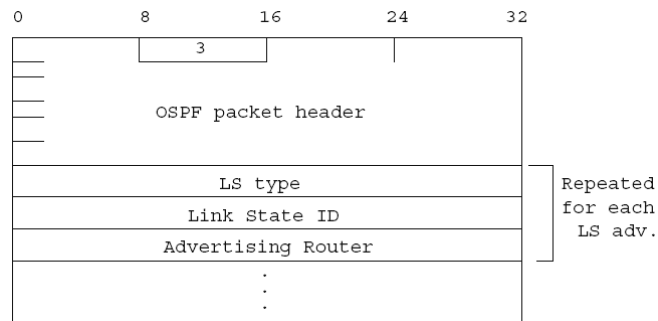 0 8 16 24 32
3
OSPF packet header
LS type
Link State ID
Advertising Router
Repeated
for each
LS adv.
.
.
.